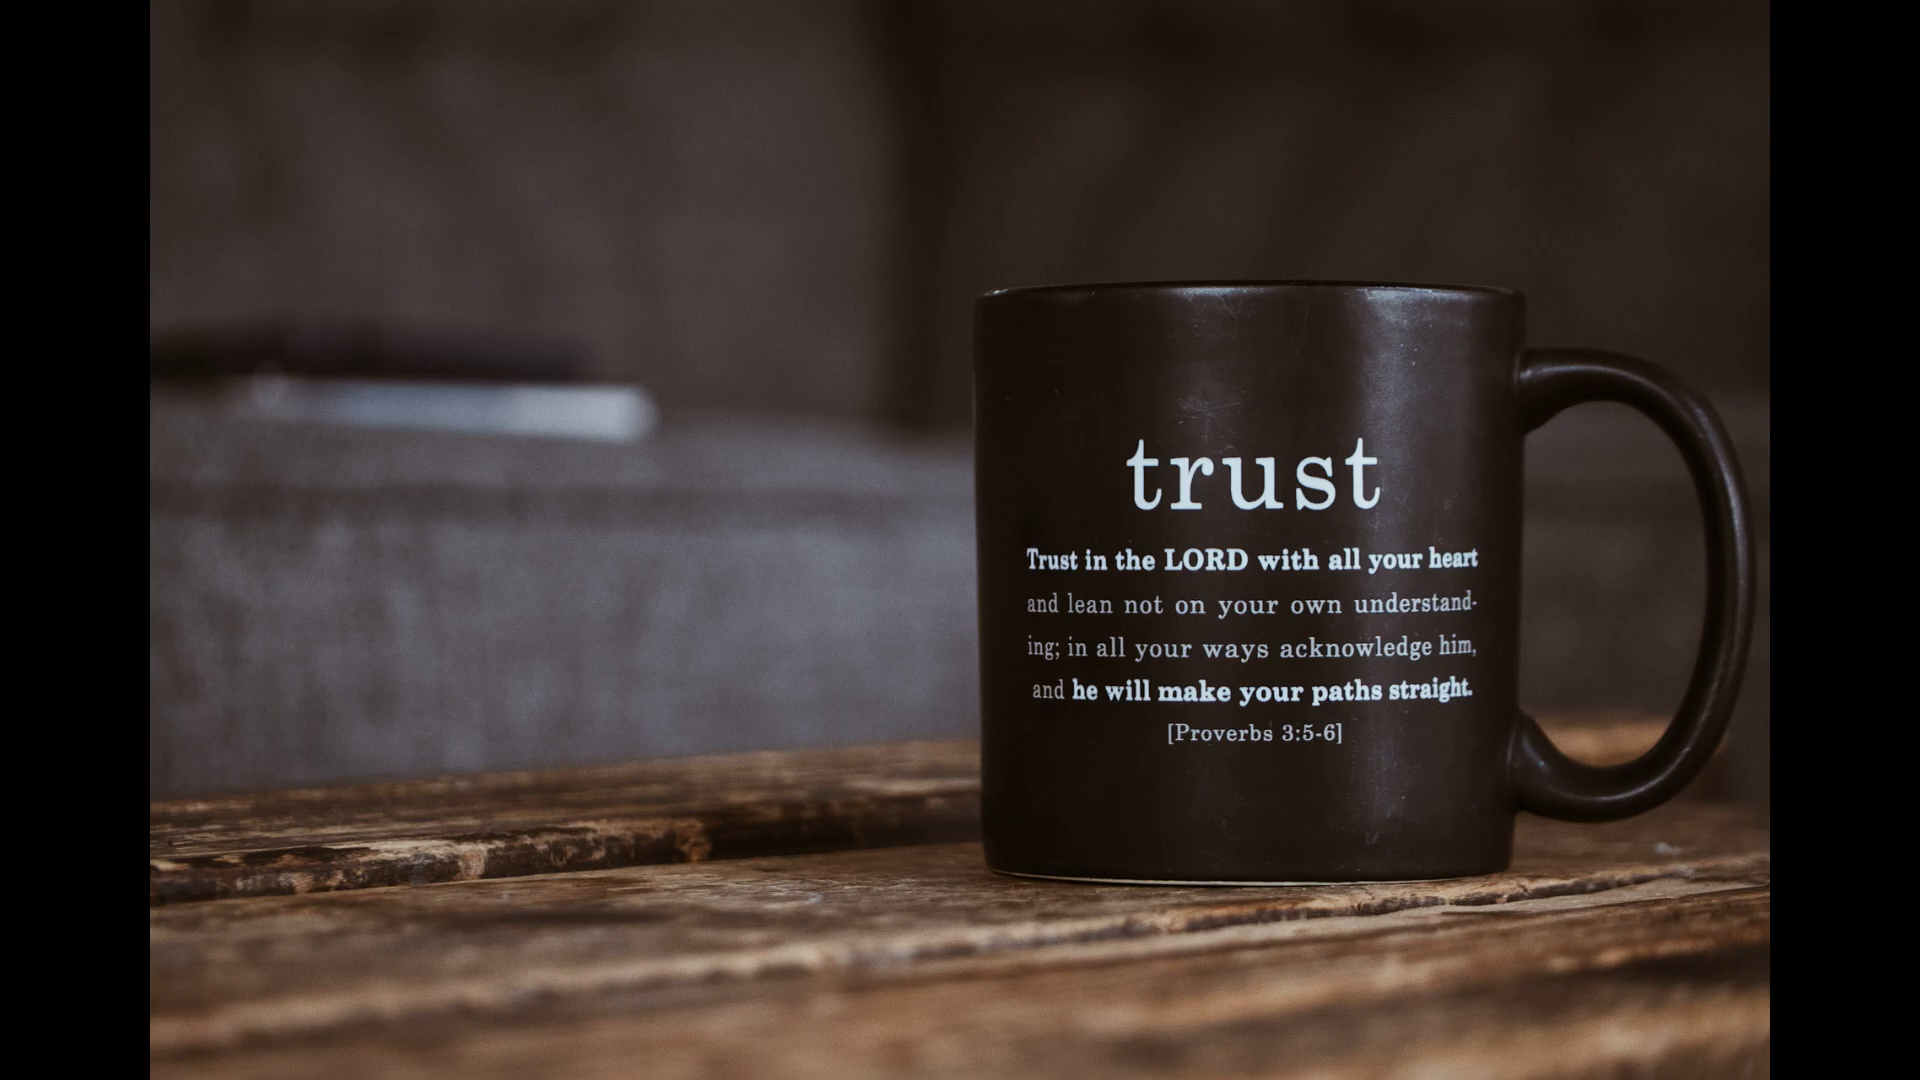 trust
Trust in the LORD with all your heart
and lean not on your own understand-
ing; in all your ways acknowledge him,
and he will make your paths straight.
[Proverbs 3:5-6]